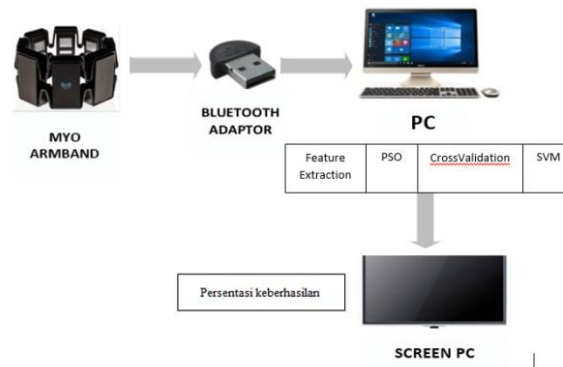 MYO
ARMBAND
BLUETOOTH
ADAPTOR
PC
Feature
Extraction
PSO
CrossValidation
SVM
Persentasi keberhasilan
SCREEN PC